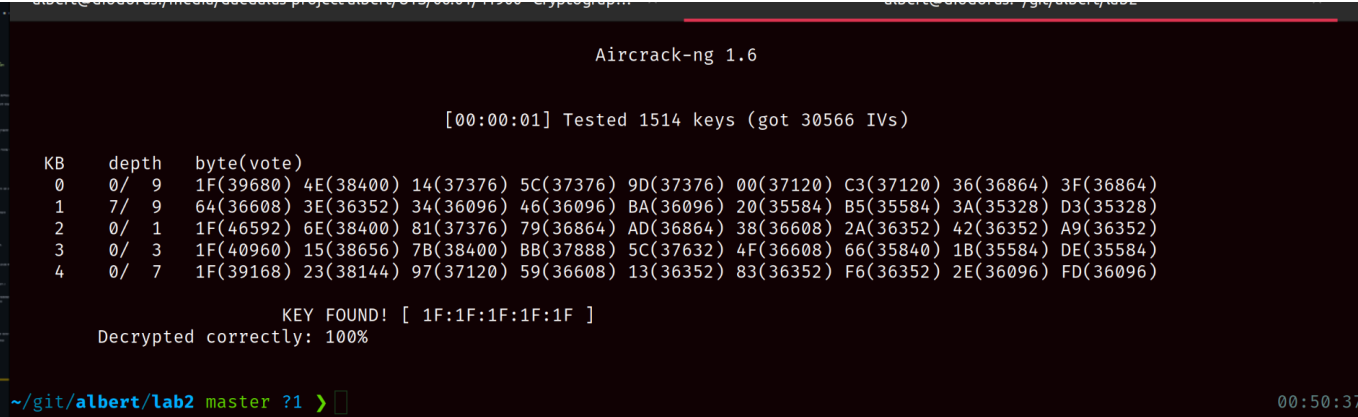 Aircrack-ng 1.6
[00:00:01] Tested 1514 keys (got 30566 IVs)
KB depth byte(vote)
0 0/ 9 1F(39680) 4E(38400) 14(37376) 5C(37376) 9D(37376) 00(37120) C3(37120) 36(36864) 3F(36864)
1 7/ 9 64(36608) 3E(36352) 34(36096) 46(36096) BA(36096) 20(35584) B5(35584) 3A(35328) D3(35328)
2 0/ 1 1F(46592) 6E(38400) 81(37376) 79(36864) AD(36864) 38(36608) 2A(36352) 42(36352) A9(36352)
3 0/ 3 1F(40960) 15(38656) 7B(38400) BB(37888) 5C(37632) 4F(36608) 66(35840) 1B(35584) DE(35584)
4 0/ 7 1F(39168) 23(38144) 97(37120) 59(36608) 13(36352) 83(36352) F6(36352) 2E(36096) FD(36096)
KEY FOUND! [ 1F:1F:1F:1F:1F ]
Decrypted correctly: 100%
~/git/albert/lab2 master ?1 ❯ 00:50:37